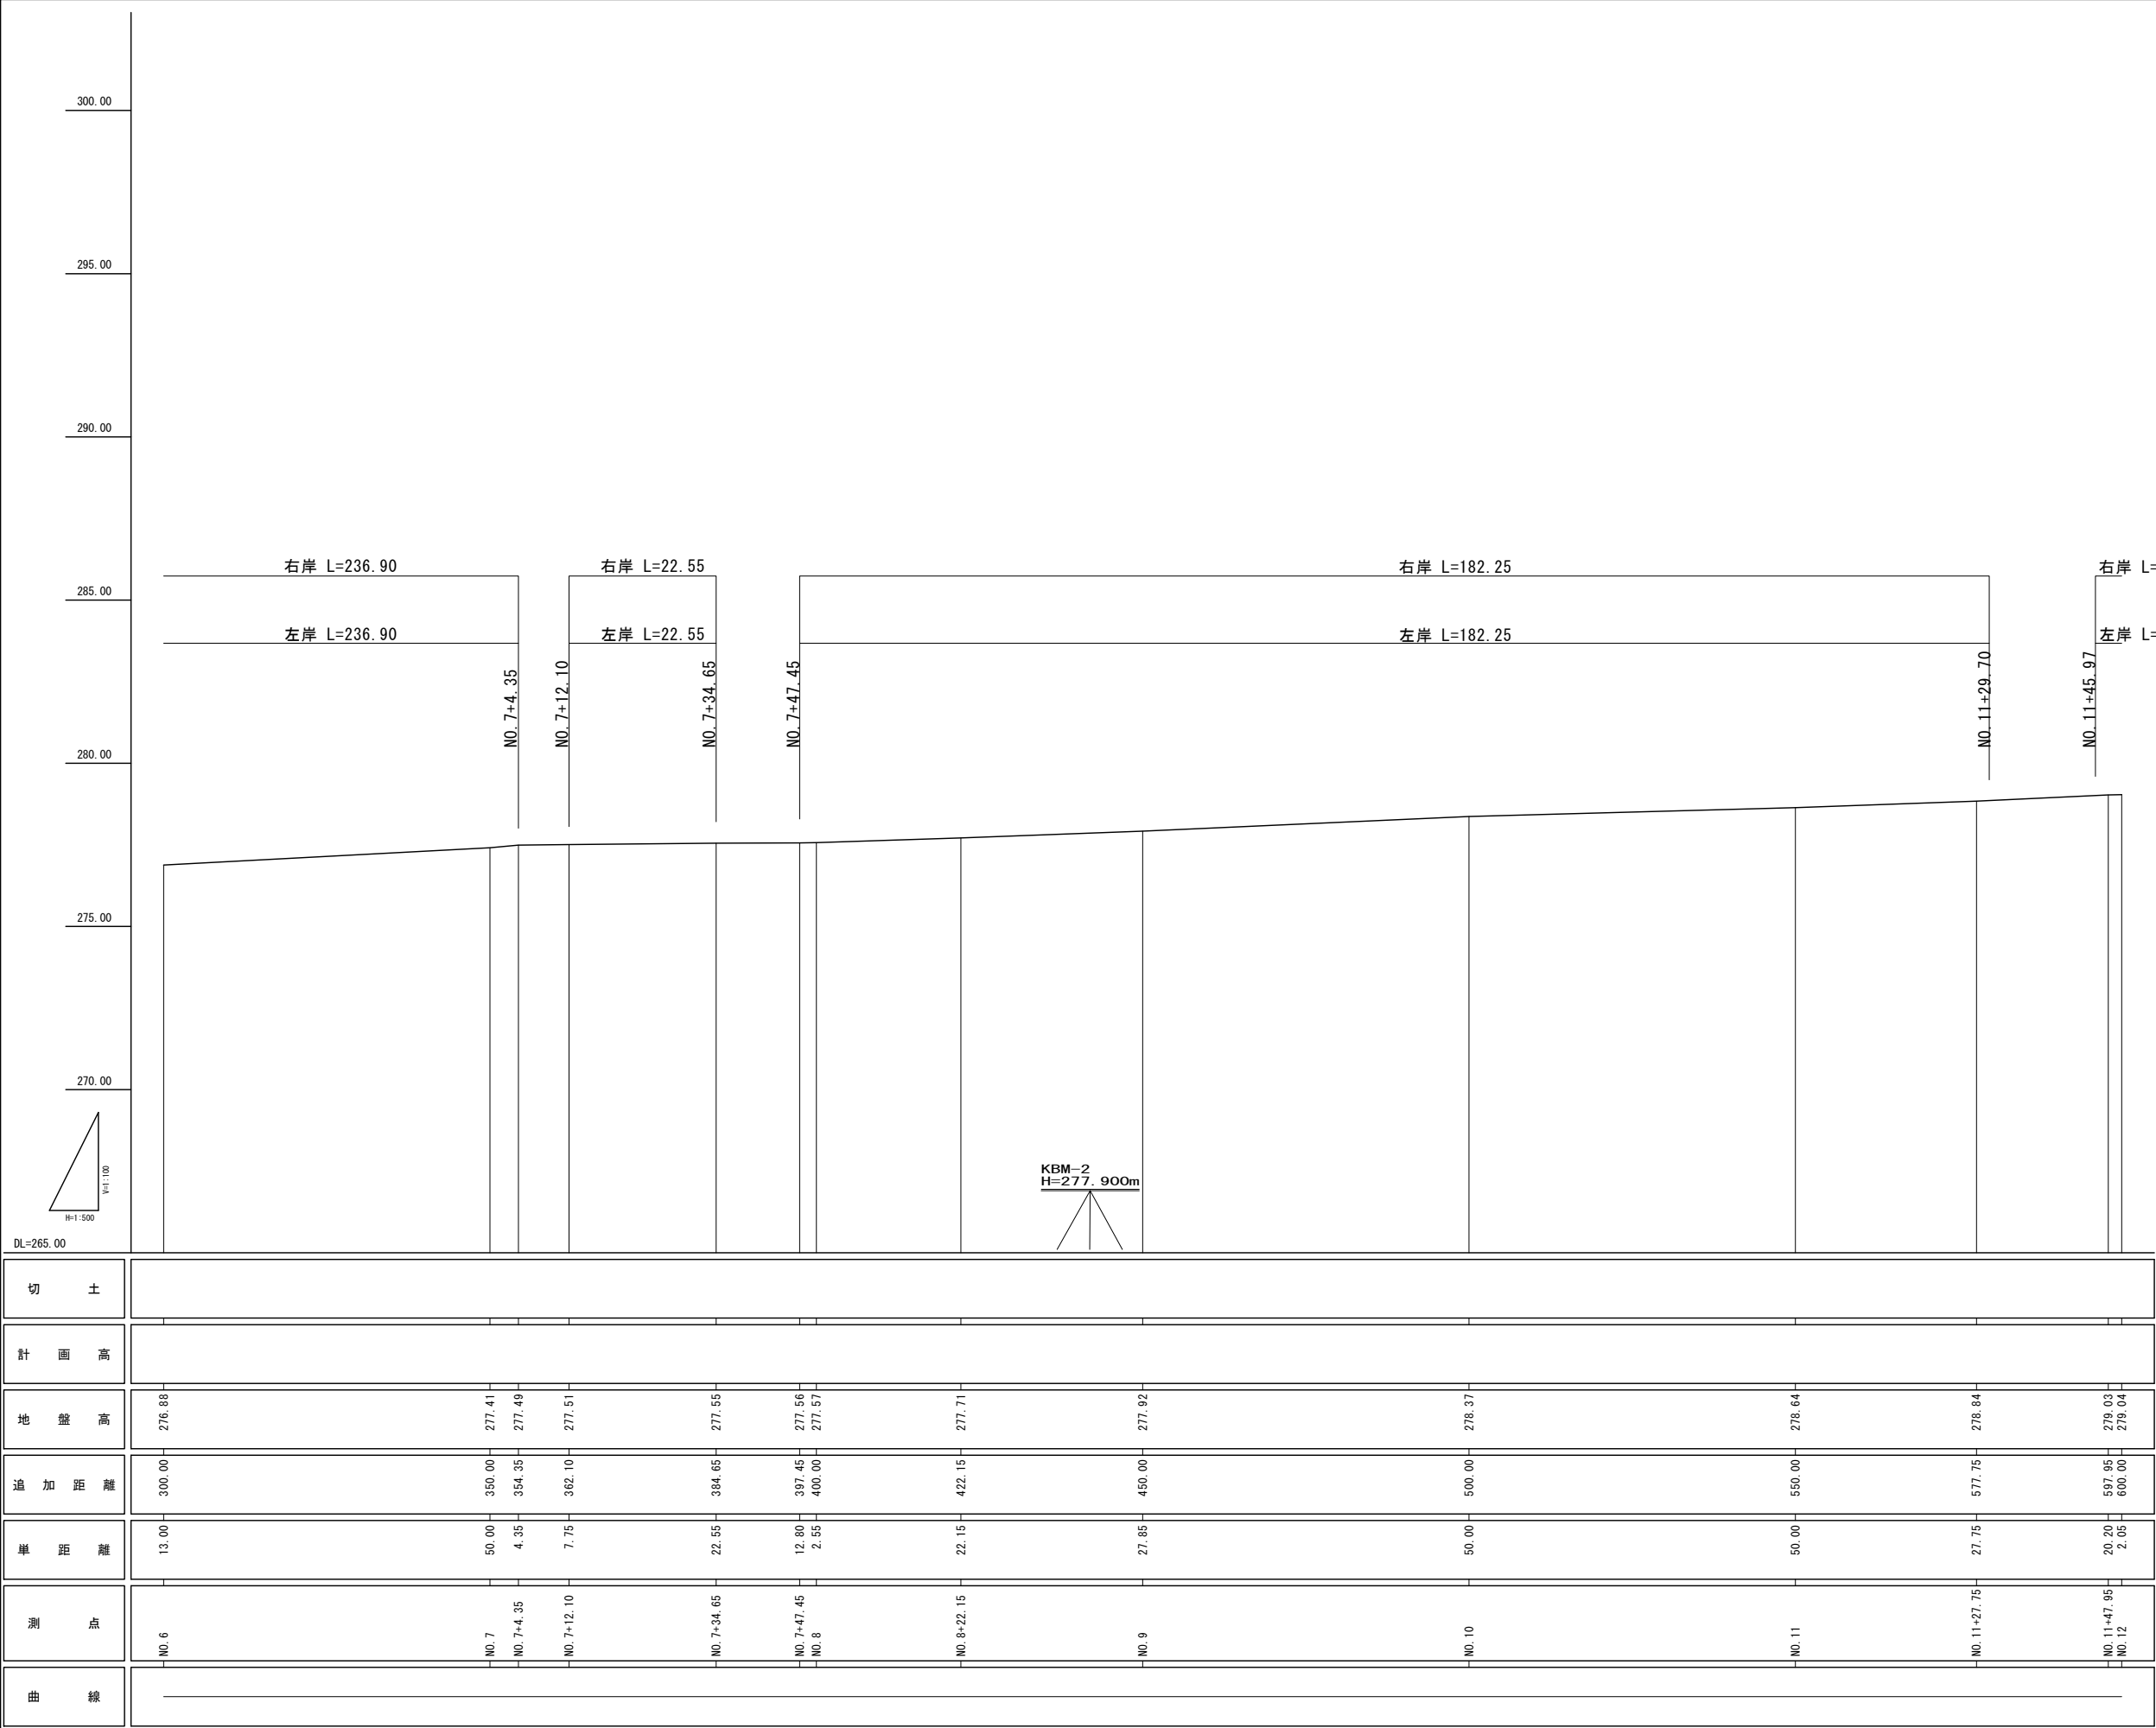 300.00
295.00
290.00
右岸 L=236.90
右岸 L=22.55
右岸 L=182.25
右岸 L=
285.00
左岸 L=236.90
左岸 L=22.55
左岸 L=182.25
左岸 L=
NO.7+4.35
NO.7+12.10
NO.7+34.65
NO.7+47.45
NO.11+29.70
NO.11+45.97
280.00
275.00
270.00
V=1:100
H=1:500
KBM-2
H=277.900m
DL=265.00
切土
計画高
地盤高
276.88
277.41
277.49
277.51
277.55
277.56
277.57
277.71
277.92
278.37
278.64
278.84
279.03
279.04
追加距離
300.00
350.00
354.35
362.10
384.65
397.45
400.00
422.15
450.00
500.00
550.00
577.75
597.95
600.00
単距離
13.00
50.00
4.35
7.75
22.55
12.80
2.55
22.15
27.85
50.00
50.00
27.75
20.20
2.05
測点
NO.6
NO.7
NO.7+4.35
NO.7+12.10
NO.7+34.65
NO.7+47.45
NO.8
NO.8+22.15
NO.9
NO.10
NO.11
NO.11+27.75
NO.11+47.95
NO.12
曲線